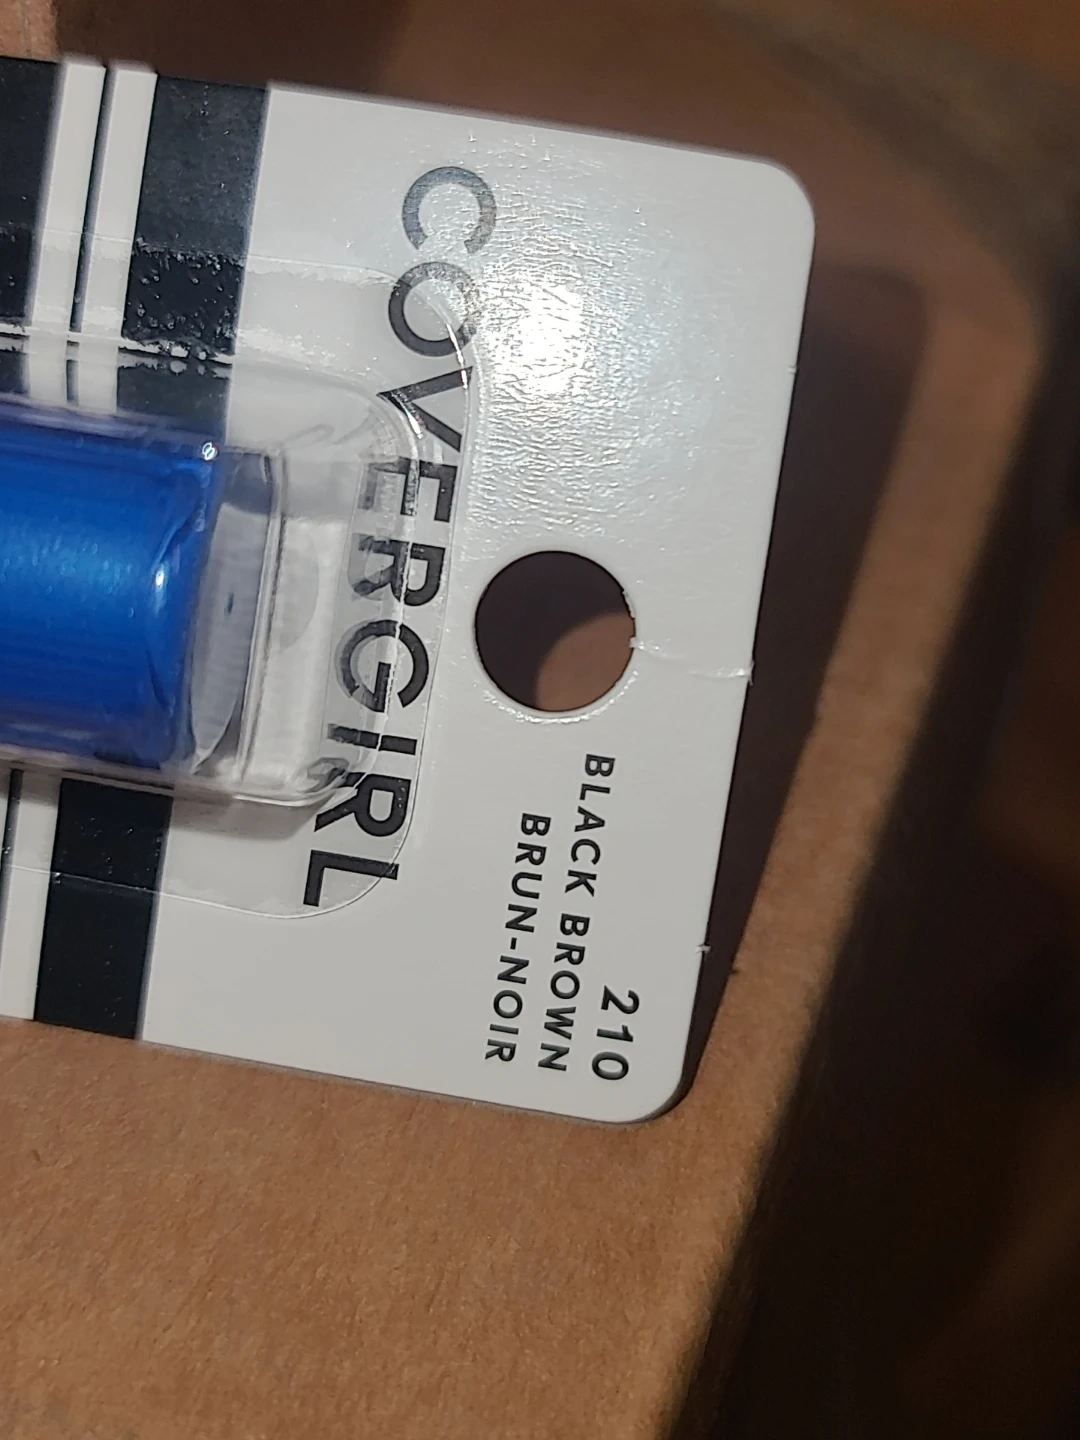 COVERGIRL
210
BLACK BROWN
BRUN-NOIR